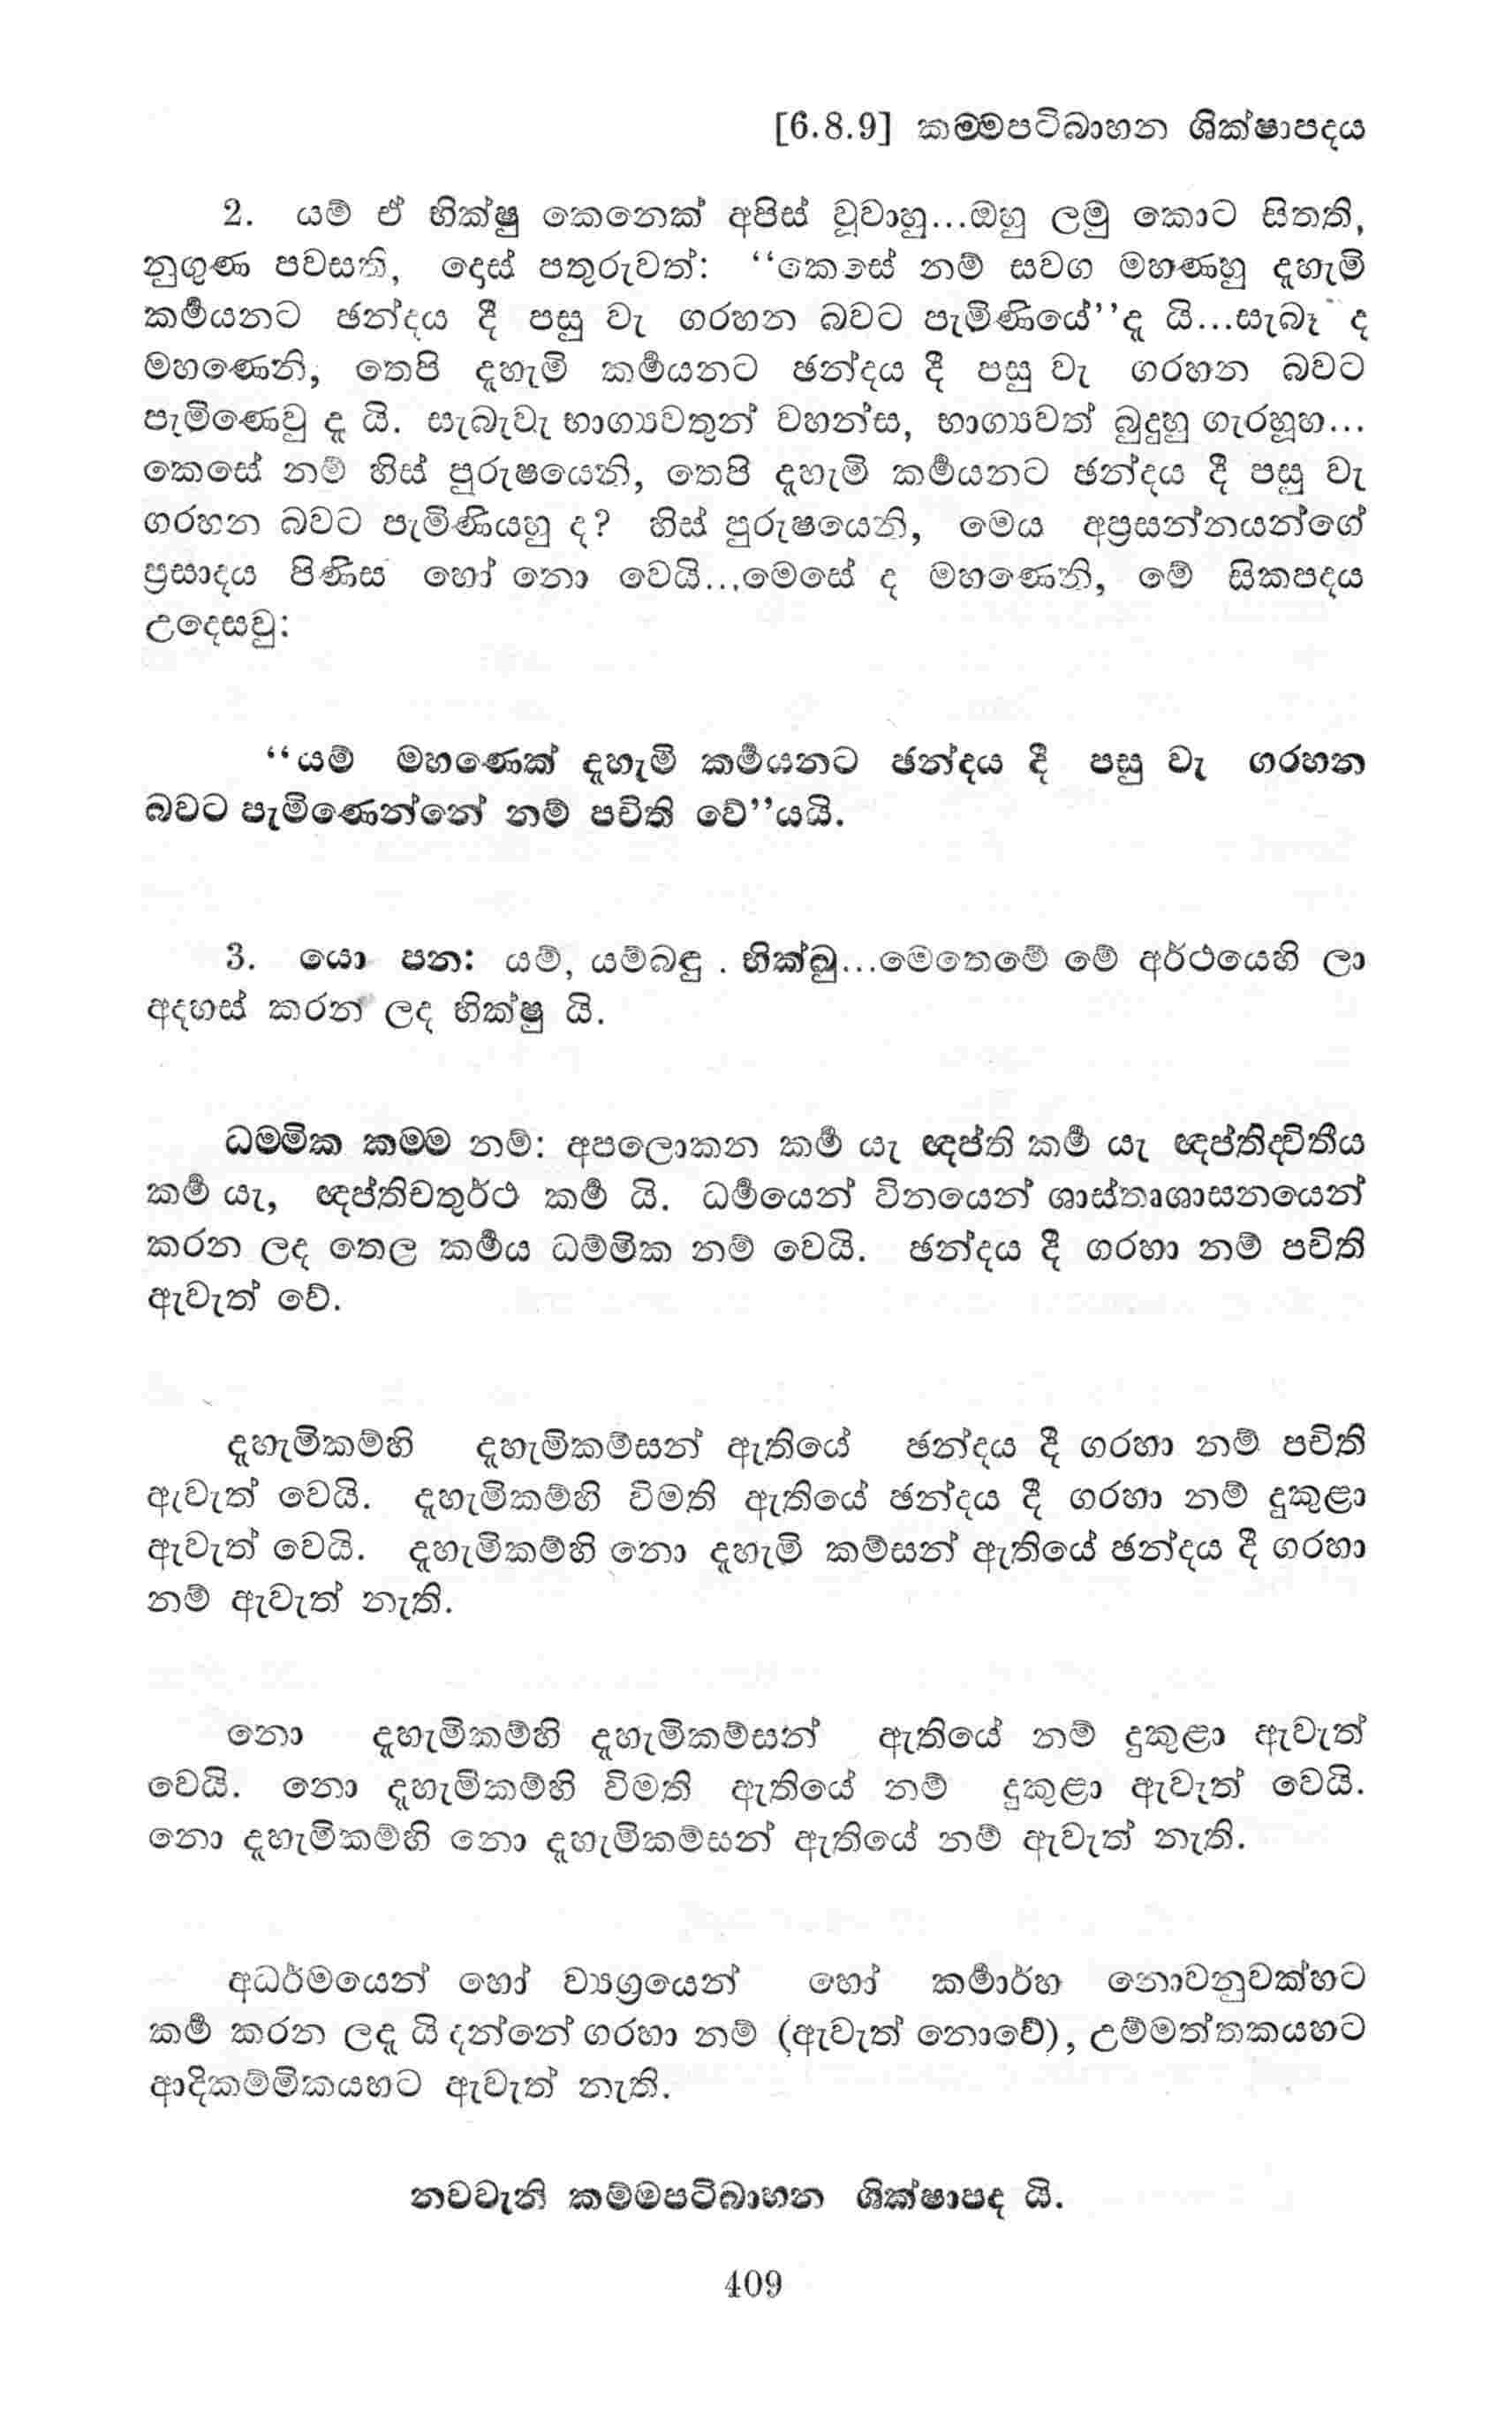 [6.8.9] කම්මපටිබාහන ශික්ෂාපදය
2. යම් ඒ භික්ෂු කෙනෙක් අපිස් වූවාහු...ඔහු ලමු කොට සිතති,
නුගුණ පවසති, දොස් පතුරුවත්: “කෙසේ නම් සවග මහණහු දැහැමි
කර්‍මයනට ඡන්දය දී පසු වැ ගරහන බවට පැමිණියේ”දැ යි...සැබෑ ද
මහණෙනි, තෙපි දැහැමි කර්‍මයනට ඡන්දය දී පසු වැ ගරහන බවට
පැමිණෙවු දැ යි. සැබැවැ භාග්‍යවතුන් වහන්ස, භාග්‍යවත් බුදුහු ගැරහූහ...
කෙසේ නම් හිස් පුරුෂයෙනි, තෙපි දැහැමි කර්‍මයනට ඡන්දය දී පසු වැ
ගරහන බවට පැමිණියහු ද? හිස් පුරුෂයෙනි, මෙය අප්‍රසන්නයන්ගේ
ප්‍රසාදය පිණිස හෝ නො වෙයි...මෙසේ ද මහණෙනි, මේ සිකපදය
උදෙසවු:
“යම් මහණෙක් දැහැමි කර්‍මයනට ඡන්දය දී පසු වැ ගරහන
බවට පැමිණෙන්නේ නම් පචිති වේ”යයි.
3. යො පන: යම්, යම්බඳු . භික්ඛු...මෙතෙමේ මේ අර්ථයෙහි ලා
අදහස් කරන ලද භික්ෂු යි.
ධම්මික කම්ම නම්: අපලොකන කර්‍ම යැ ඥප්ති කර්‍ම යැ ඥප්තිද්විතීය
කර්‍ම යැ, ඥප්තිචතුර්ථ කර්‍ම යි. ධර්‍මයෙන් විනයෙන් ශාස්තෘශාසනයෙන්
කරන ලද තෙල කර්‍මය ධම්මික නම් වෙයි. ඡන්දය දී ගරහා නම් පචිති
ඇවැත් වේ.
දැහැමිකම්හි දැහැමිකම්සන් ඇතියේ ඡන්දය දී ගරහා නම් පචිති
ඇවැත් වෙයි. දැහැමිකම්හි විමති ඇතියේ ඡන්දය දී ගරහා නම් දුකුළා
ඇවැත් වෙයි. දැහැමිකම්හි නො දැහැමි කම්සන් ඇතියේ ඡන්දය දී ගරහා
නම් ඇවැත් නැති.
නො දැහැමිකම්හි දැහැමිකම්සන් ඇතියේ නම් දුකුළා ඇවැත්
වෙයි. නො දැහැමිකම්හි විමති ඇතියේ නම් දුකුළා ඇවැත් වෙයි.
නො දැහැමිකම්හි නො දැහැමිකම්සන් ඇතියේ නම් ඇවැත් නැති.
අධර්මයෙන් හෝ ව්‍යග්‍රයෙන් හෝ කර්‍මාර්හ නොවනුවක්හට
කර්‍ම කරන ලදැ යි දන්නේ ගරහා නම් (ඇවැත් නොවේ), උම්මත්තකයහට
ආදිකම්මිකයහට ඇවැත් නැති.
නවවැනි කම්මපටිබාහන ශික්ෂාපද යි.
409